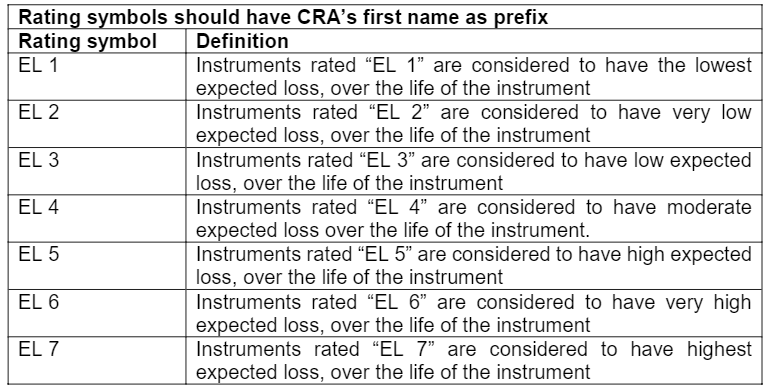 Rating symbols should have CRA’s first name as prefix
Rating symbol Definition
EL 1 Instruments rated “EL 1” are considered to have the lowest
expected loss, over the life of the instrument
EL 2 Instruments rated “EL 2” are considered to have very low
expected loss, over the life of the instrument
EL 3 Instruments rated “EL 3” are considered to have low expected
loss, over the life of the instrument
EL 4 Instruments rated “EL 4” are considered to have moderate
expected loss over the life of the instrument.
EL 5 Instruments rated “EL 5” are considered to have high expected
loss, over the life of the instrument
EL 6 Instruments rated “EL 6” are considered to have very high
expected loss, over the life of the instrument
EL 7 Instruments rated “EL 7” are considered to have highest
expected loss, over the life of the instrument